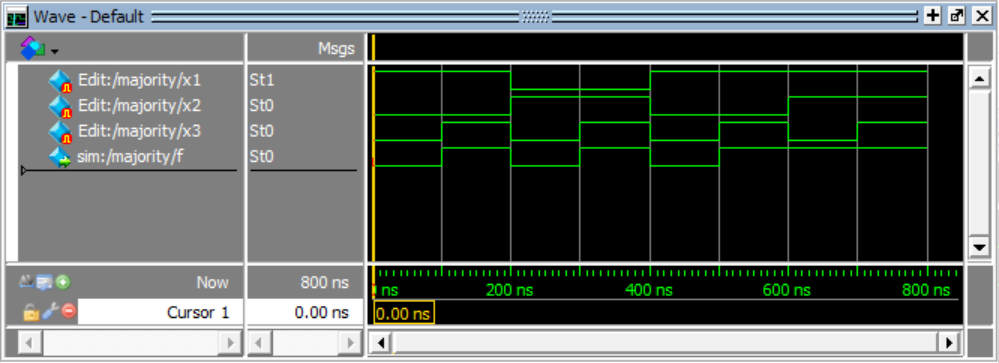 Wave - Default
Msgs
Edit:/majority/x1 St1
Edit:/majority/x2 St0
Edit:/majority/x3 St0
sim:/majority/f St0
Now 800 ns ns 200 ns 400 ns 600 ns 800 ns
Cursor 1 0.00 ns 0.00 ns